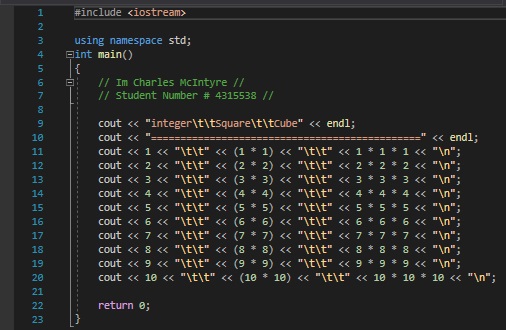 1 #include <iostream>
2
3 using namespace std;
4 int main()
5 {
6 // Im Charles McIntyre //
7 // Student Number # 4315538 //
8
9 cout << "integer\t\tSquare\t\tCube" << endl;
10 cout << "===========================================" << endl;
11 cout << 1 << "\t\t" << (1 * 1) << "\t\t" << 1 * 1 * 1 << "\n";
12 cout << 2 << "\t\t" << (2 * 2) << "\t\t" << 2 * 2 * 2 << "\n";
13 cout << 3 << "\t\t" << (3 * 3) << "\t\t" << 3 * 3 * 3 << "\n";
14 cout << 4 << "\t\t" << (4 * 4) << "\t\t" << 4 * 4 * 4 << "\n";
15 cout << 5 << "\t\t" << (5 * 5) << "\t\t" << 5 * 5 * 5 << "\n";
16 cout << 6 << "\t\t" << (6 * 6) << "\t\t" << 6 * 6 * 6 << "\n";
17 cout << 7 << "\t\t" << (7 * 7) << "\t\t" << 7 * 7 * 7 << "\n";
18 cout << 8 << "\t\t" << (8 * 8) << "\t\t" << 8 * 8 * 8 << "\n";
19 cout << 9 << "\t\t" << (9 * 9) << "\t\t" << 9 * 9 * 9 << "\n";
20 cout << 10 << "\t\t" << (10 * 10) << "\t\t" << 10 * 10 * 10 << "\n";
21
22 return 0;
23 }